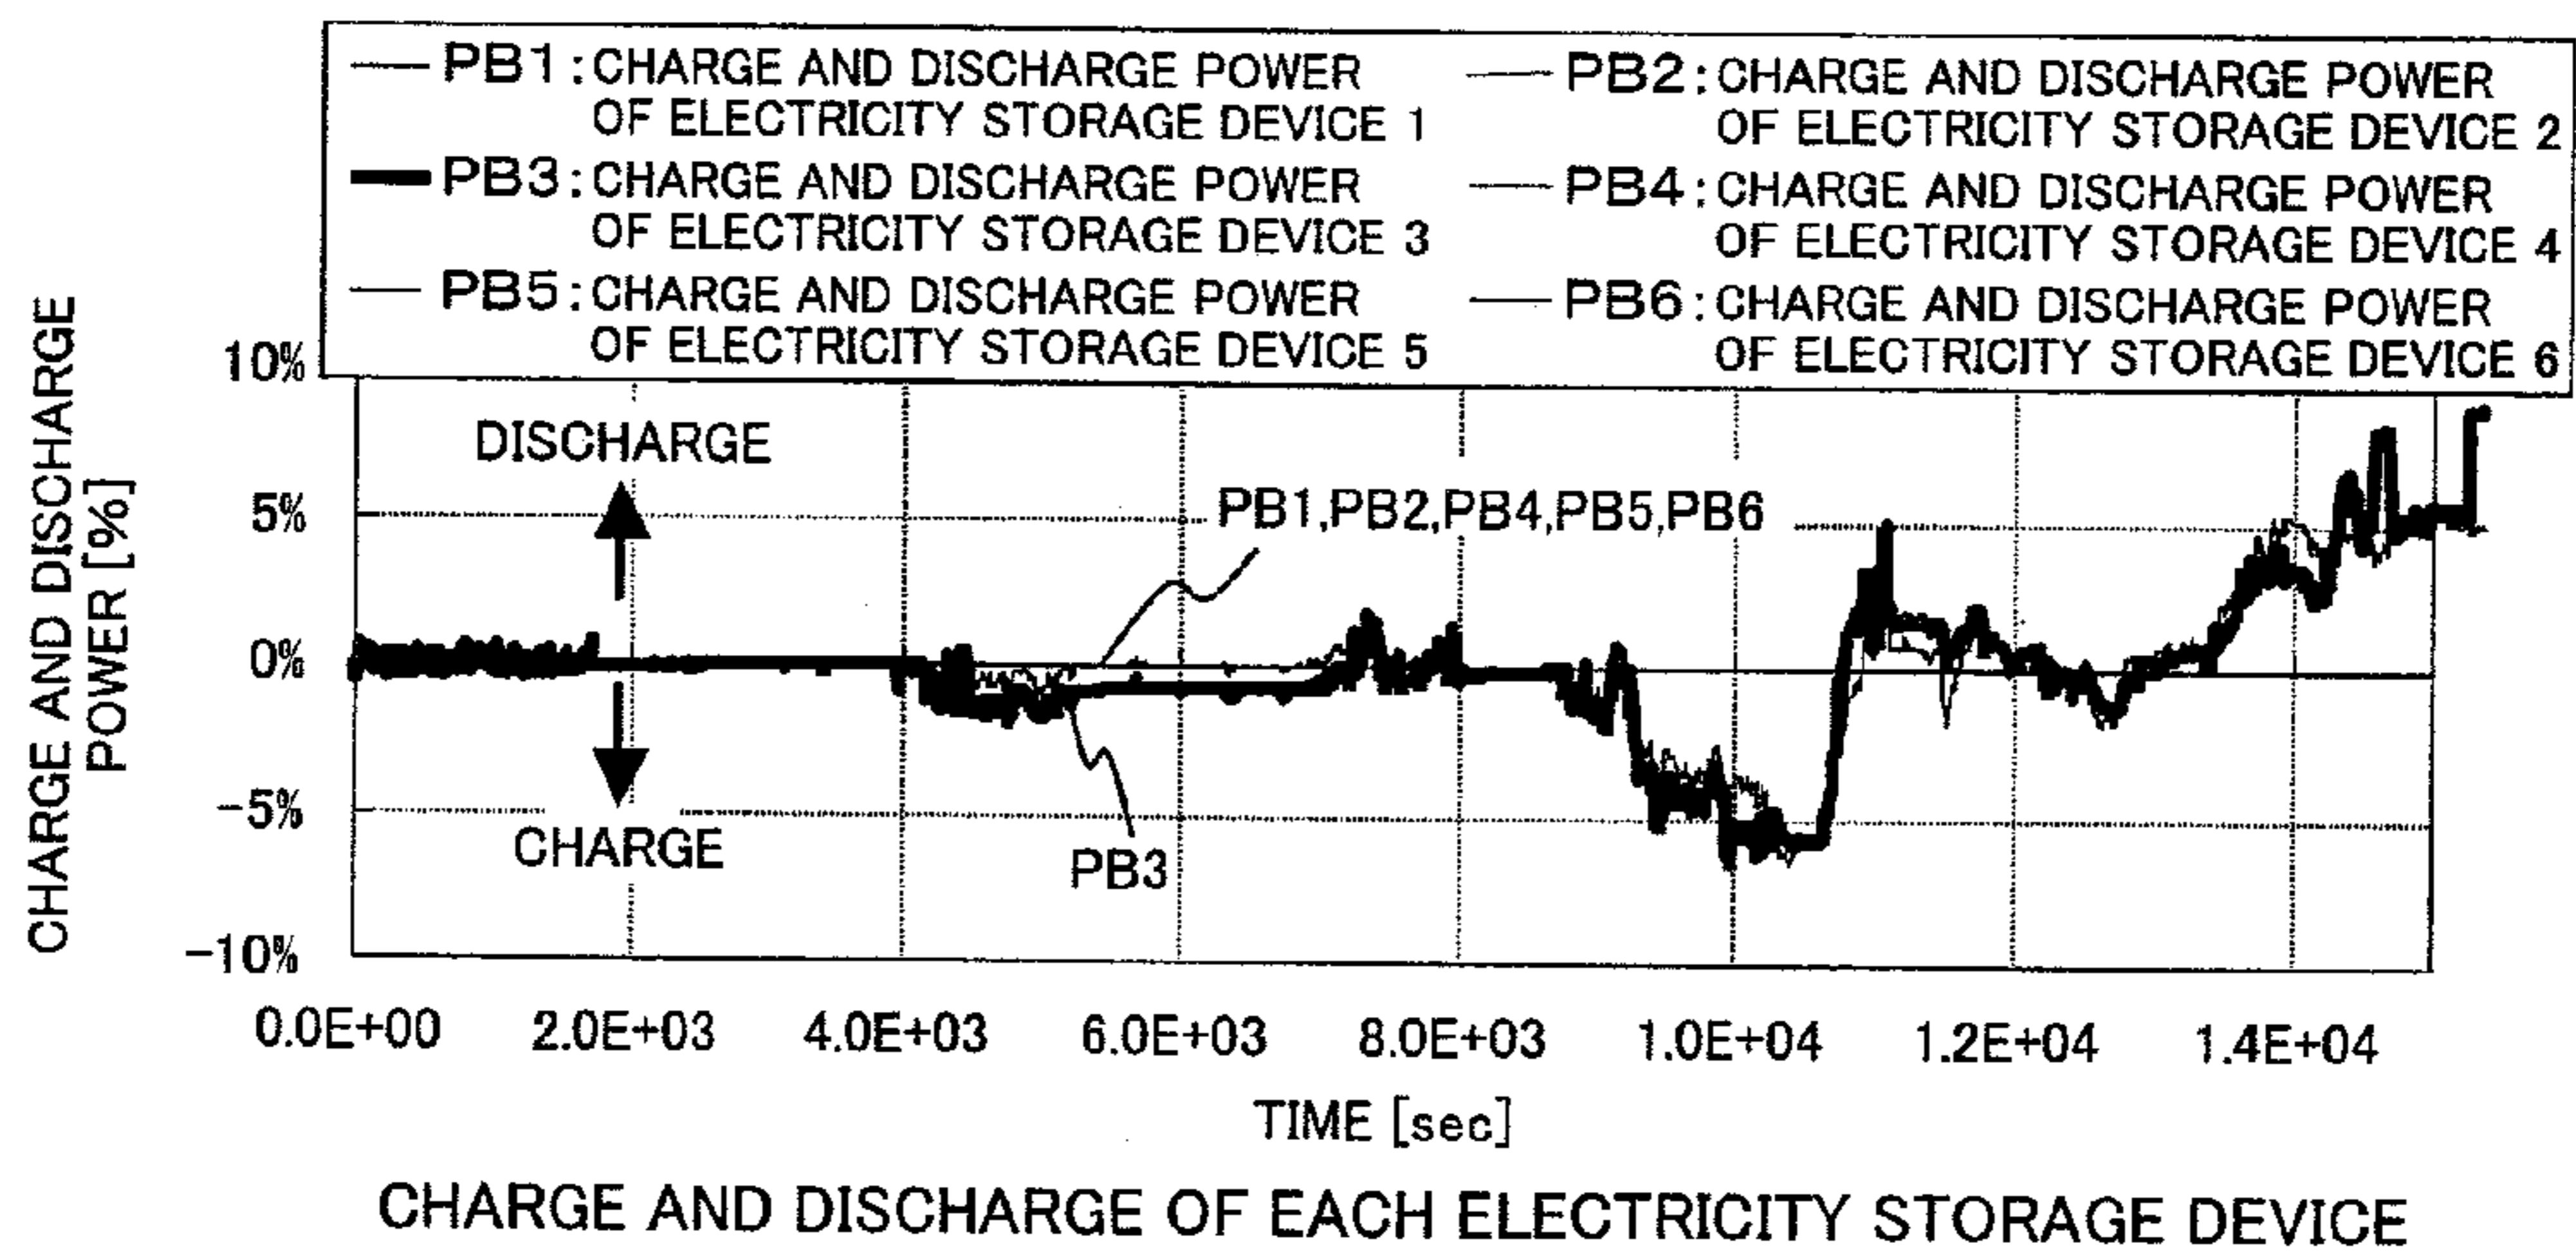 PB1:CHARGE AND DISCHARGE POWER
OF ELECTRICITY STORAGE DEVICE 1
PB2:CHARGE AND DISCHARGE POWER
OF ELECTRICITY STORAGE DEVICE 2
PB3:CHARGE AND DISCHARGE POWER
OF ELECTRICITY STORAGE DEVICE 3
PB4:CHARGE AND DISCHARGE POWER
OF ELECTRICITY STORAGE DEVICE 4
PB5:CHARGE AND DISCHARGE POWER
OF ELECTRICITY STORAGE DEVICE 5
PB6:CHARGE AND DISCHARGE POWER
OF ELECTRICITY STORAGE DEVICE 6
CHARGE AND DISCHARGE
POWER [%]
10%
5%
0%
-5%
-10%
DISCHARGE
CHARGE
PB1,PB2,PB4,PB5,PB6
PB3
0.0E+00
2.0E+03
4.0E+03
6.0E+03
8.0E+03
1.0E+04
1.2E+04
1.4E+04
TIME [sec]
CHARGE AND DISCHARGE OF EACH ELECTRICITY STORAGE DEVICE